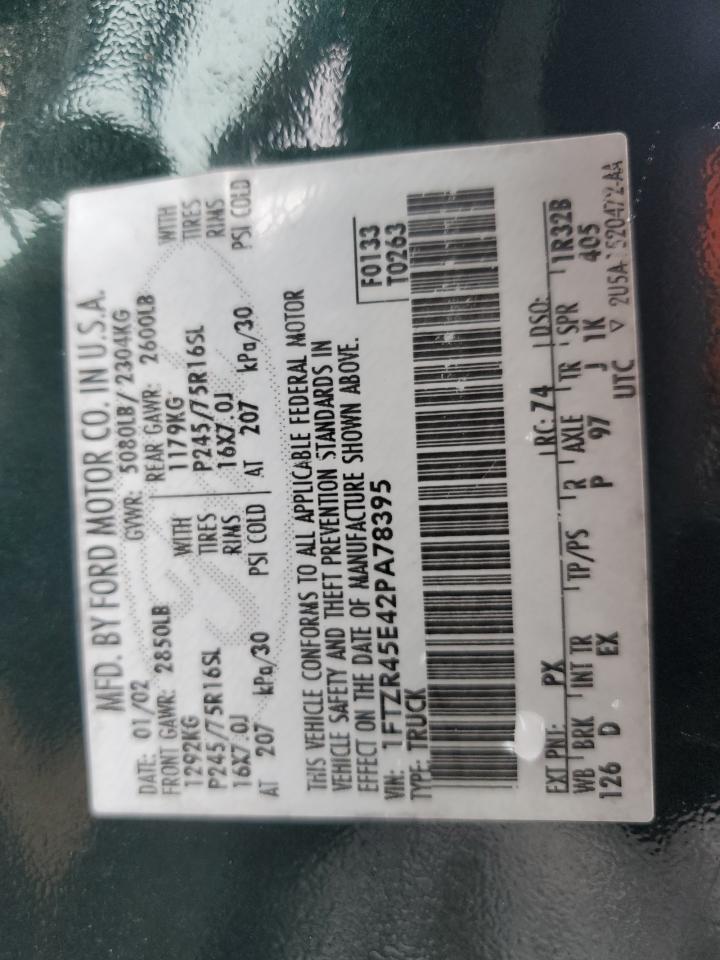 MFD. BY FORD MOTOR CO. IN U.S.A.
DATE: 01/02 GVWR: 5080LB/ 2304KG
FRONT GAWR: 2850LB REAR GAWR: 2600LB
1292KG WITH 1179KG WITH
P245/75R16SL TIRES P245/75R16SL TIRES
16X7.0J RIMS 16X7.0J RIMS
AT 207 kPa/30 PSI COLD AT 207 kPa/30 PSI COLD
THIS VEHICLE CONFORMS TO ALL APPLICABLE FEDERAL MOTOR
VEHICLE SAFETY AND THEFT PREVENTION STANDARDS IN
EFFECT ON THE DATE OF MANUFACTURE SHOWN ABOVE.
F0133
T0263
VIN: 1FTZR45E42PA78395
TYPE: TRUCK
EXT PNT: PX RC: 74 DSO:
WB BRK INT TR TP/PS R AXLE TR SPR 1R32B
126 D EX P 97 J 1K 405
UTC ▽ 2USA